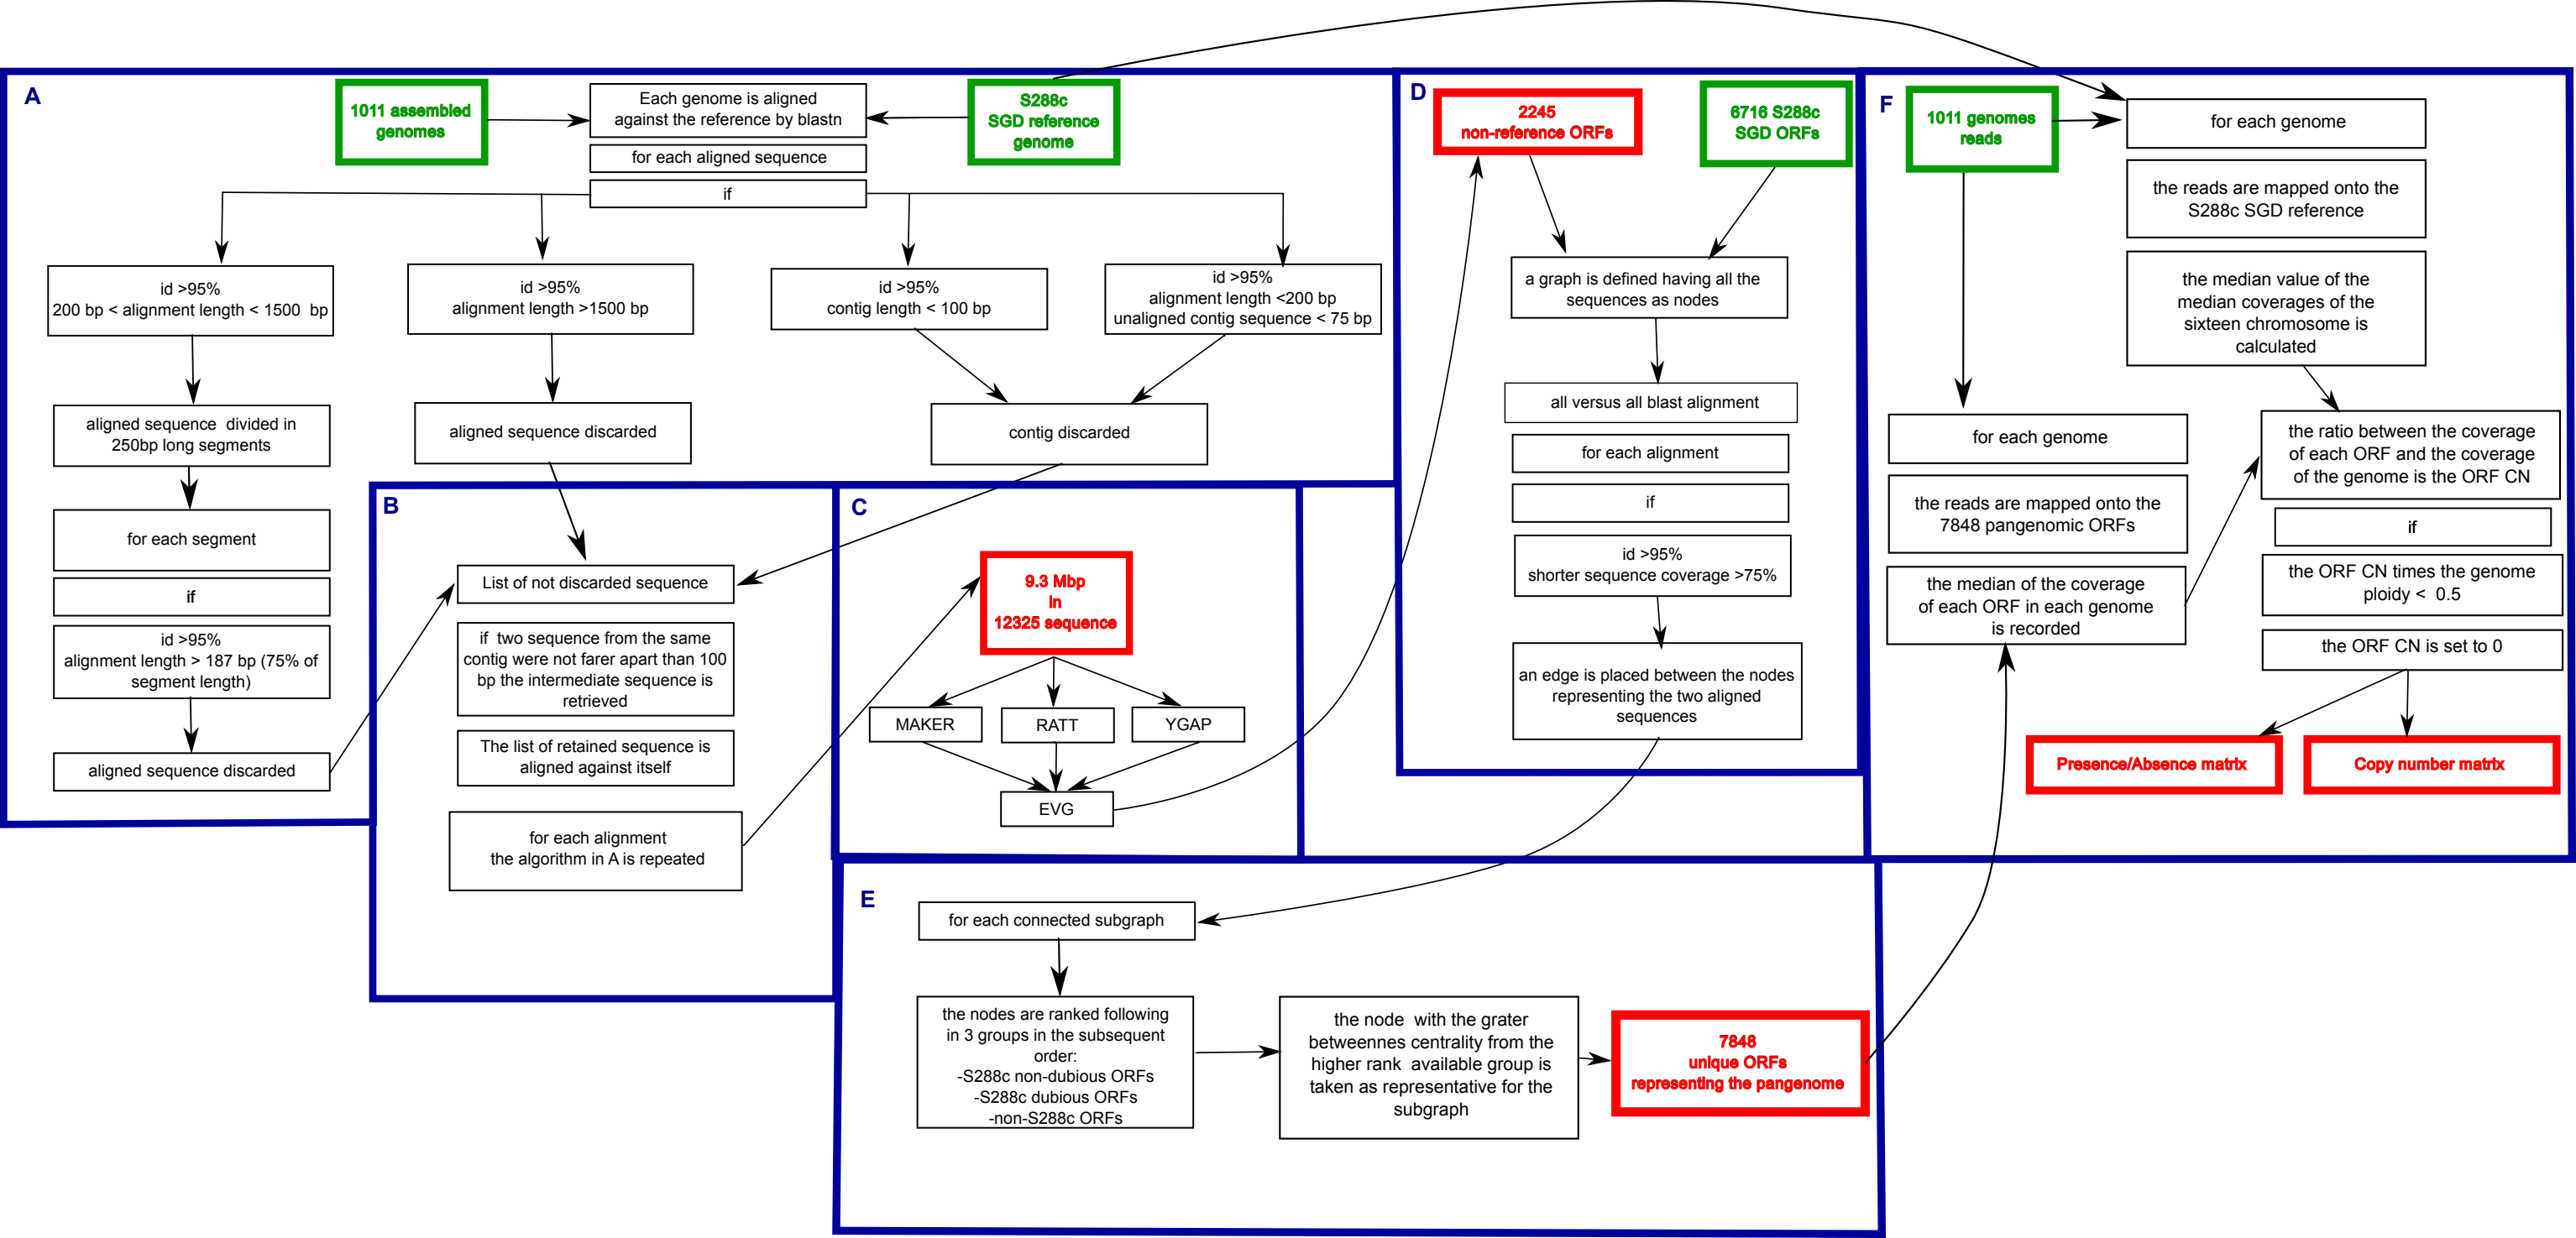 A
1011 assembled
genomes
Each genome is aligned
against the reference by blastn
S288c
SGD reference
genome
for each aligned sequence
if
id >95%
200 bp < alignment length < 1500 bp
id >95%
alignment length >1500 bp
id >95%
contig length < 100 bp
id >95%
alignment length <200 bp
unaligned contig sequence < 75 bp
aligned sequence divided in
250bp long segments
aligned sequence discarded
contig discarded
for each segment
if
id >95%
alignment length > 187 bp (75% of
segment length)
aligned sequence discarded
B
List of not discarded sequence
if two sequence from the same
contig were not farer apart than 100
bp the intermediate sequence is
retrieved
The list of retained sequence is
aligned against itself
for each alignment
the algorithm in A is repeated
C
9.3 Mbp
in
12325 sequence
MAKER
RATT
YGAP
EVG
D
2245
non-reference ORFs
6716 S288c
SGD ORFs
a graph is defined having all the
sequences as nodes
all versus all blast alignment
for each alignment
if
id >95%
shorter sequence coverage >75%
an edge is placed between the nodes
representing the two aligned
sequences
E
for each connected subgraph
the nodes are ranked following
in 3 groups in the subsequent
order:
-S288c non-dubious ORFs
-S288c dubious ORFs
-non-S288c ORFs
the node with the grater
betweennes centrality from the
higher rank available group is
taken as representative for the
subgraph
7848
unique ORFs
representing the pangenome
F
1011 genomes
reads
for each genome
the reads are mapped onto the
S288c SGD reference
the median value of the
median coverages of the
sixteen chromosome is
calculated
for each genome
the reads are mapped onto the
7848 pangenomic ORFs
the median of the coverage
of each ORF in each genome
is recorded
the ratio between the coverage
of each ORF and the coverage
of the genome is the ORF CN
if
the ORF CN times the genome
ploidy < 0.5
the ORF CN is set to 0
Presence/Absence matrix
Copy number matrix